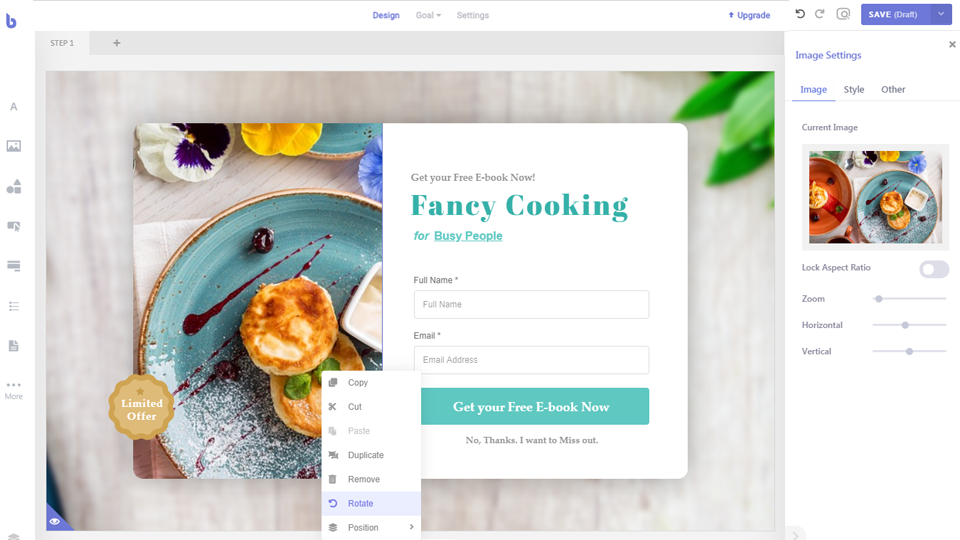 Design
Goal
Settings
Upgrade
SAVE (Draft)
STEP 1
+
Image Settings
Image
Style
Other
Current Image
Lock Aspect Ratio
Zoom
Horizontal
Vertical
A
More
Get your Free E-book Now!
Fancy Cooking
for Busy People
Full Name *
Full Name
Email *
Email Address
Get your Free E-book Now
No, Thanks. I want to Miss out.
Limited
Offer
Copy
Cut
Paste
Duplicate
Remove
Rotate
Position